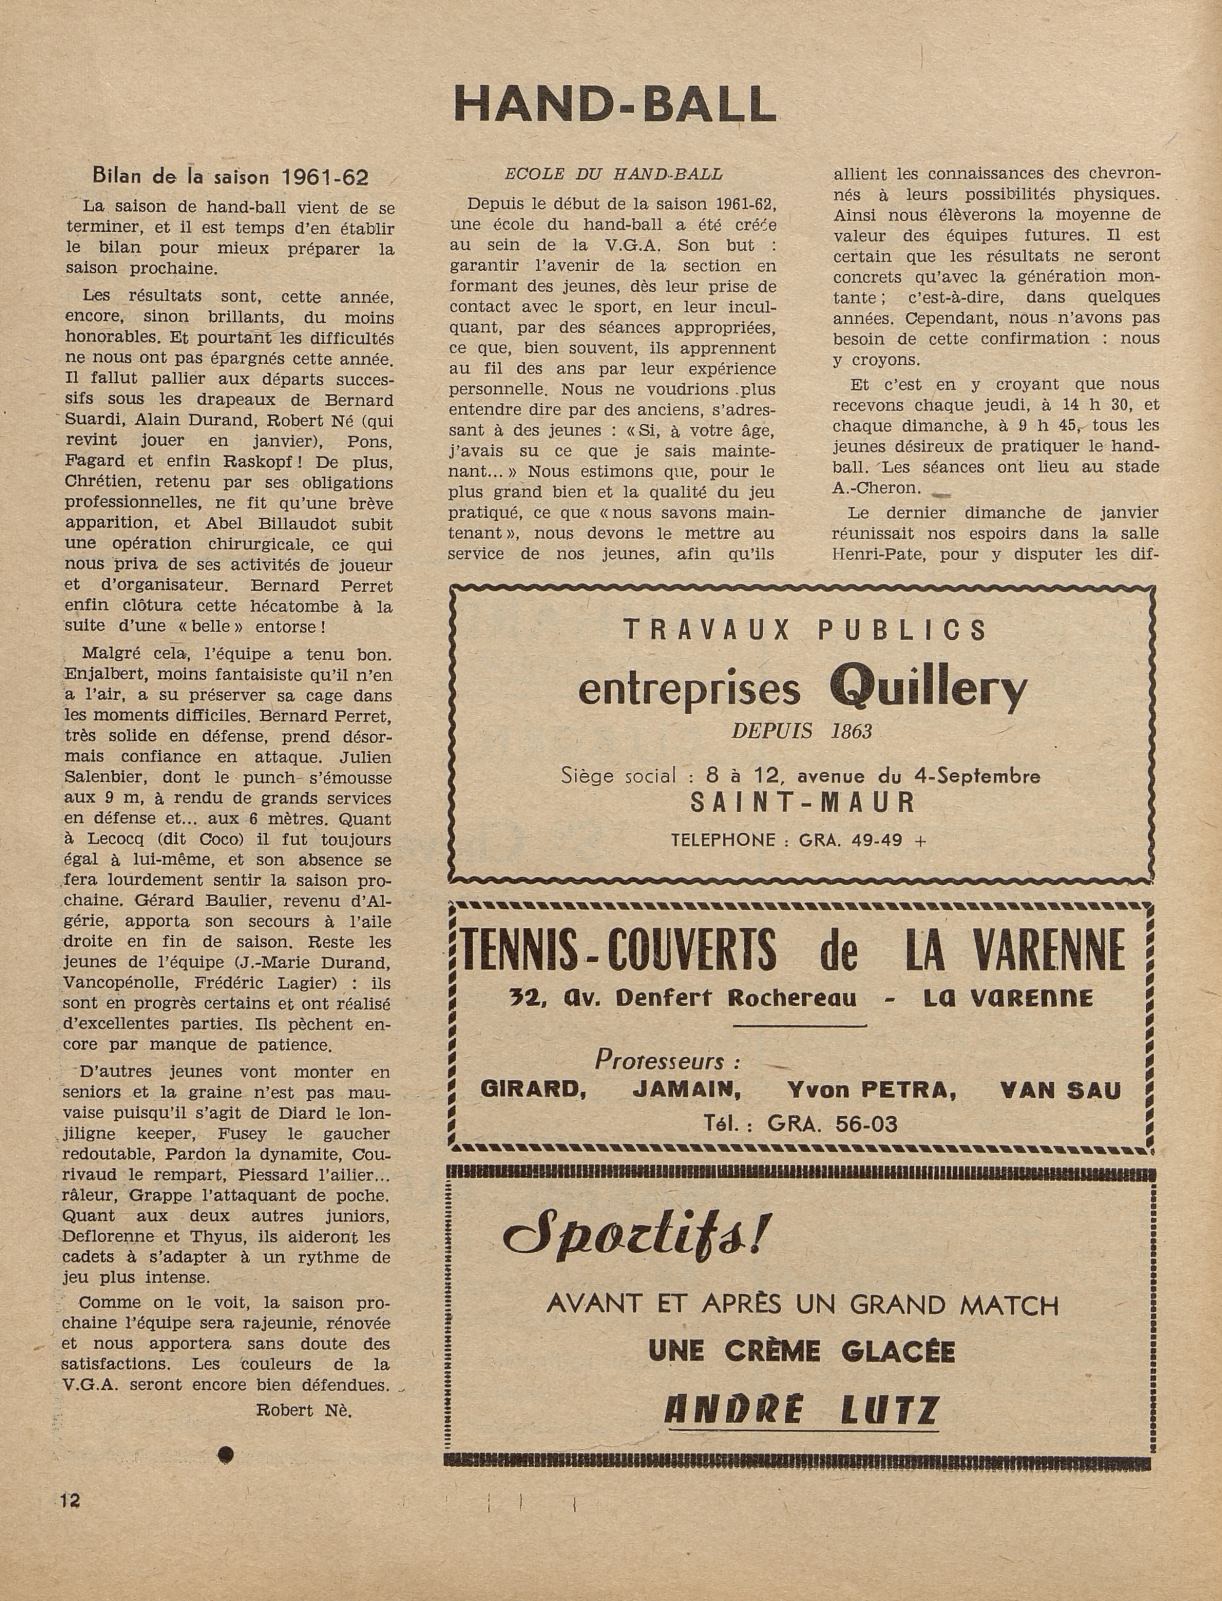 HAND-BALL
Bilan de la saison 1961-62
La saison de hand-ball vient de se
terminer, et il est temps d'en établir
le bilan pour mieux préparer la
saison prochaine.
Les résultats sont, cette année,
encore, sinon brillants, du moins
honorables. Et pourtant les difficultés
ne nous ont pas épargnés cette année.
Il fallut pallier aux départs succes-
sifs sous les drapeaux de Bernard
Suardi, Alain Durand, Robert Né (qui
revint jouer en janvier), Pons,
Fagard et enfin Raskopf ! De plus,
Chrétien, retenu par ses obligations
professionnelles, ne fit qu'une brève
apparition, et Abel Billaudot subit
une opération chirurgicale, ce qui
nous priva de ses activités de joueur
et d'organisateur. Bernard Perret
enfin clôtura cette hécatombe à la
suite d'une « belle » entorse !
Malgré cela, l'équipe a tenu bon.
Enjalbert, moins fantaisiste qu'il n'en
a l'air, a su préserver sa cage dans
les moments difficiles. Bernard Perret,
très solide en défense, prend désor-
mais confiance en attaque. Julien
Salenbier, dont le punch s'émousse
aux 9 m, à rendu de grands services
en défense et... aux 6 mètres. Quant
à Lecocq (dit Coco) il fut toujours
égal à lui-même, et son absence se
fera lourdement sentir la saison pro-
chaine. Gérard Baulier, revenu d'Al-
gérie, apporta son secours à l'aile
droite en fin de saison. Reste les
jeunes de l'équipe (J.-Marie Durand,
Vancopénolle, Frédéric Lagier) : ils
sont en progrès certains et ont réalisé
d'excellentes parties. Ils pèchent en-
core par manque de patience.
D'autres jeunes vont monter en
seniors et la graine n'est pas mau-
vaise puisqu'il s'agit de Diard le lon-
jiligne keeper, Fusey le gaucher
redoutable, Pardon la dynamite, Cou-
rivaud le rempart, Piessard l'ailier...
râleur, Grappe l'attaquant de poche.
Quant aux deux autres juniors,
Deflorenne et Thyus, ils aideront les
cadets à s'adapter à un rythme de
jeu plus intense.
Comme on le voit, la saison pro-
chaine l'équipe sera rajeunie, rénovée
et nous apportera sans doute des
satisfactions. Les couleurs de la
V.G.A. seront encore bien défendues.
Robert Nè.
ECOLE DU HAND-BALL
Depuis le début de la saison 1961-62,
une école du hand-ball a été créée
au sein de la V.G.A. Son but :
garantir l'avenir de la section en
formant des jeunes, dès leur prise de
contact avec le sport, en leur incul-
quant, par des séances appropriées,
ce que, bien souvent, ils apprennent
au fil des ans par leur expérience
personnelle. Nous ne voudrions plus
entendre dire par des anciens, s'adres-
sant à des jeunes : « Si, à votre âge,
j'avais su ce que je sais mainte-
nant... » Nous estimons que, pour le
plus grand bien et la qualité du jeu
pratiqué, ce que « nous savons main-
tenant », nous devons le mettre au
service de nos jeunes, afin qu'ils
allient les connaissances des chevron-
nés à leurs possibilités physiques.
Ainsi nous élèverons la moyenne de
valeur des équipes futures. Il est
certain que les résultats ne seront
concrets qu'avec la génération mon-
tante ; c'est-à-dire, dans quelques
années. Cependant, nous n'avons pas
besoin de cette confirmation : nous
y croyons.
Et c'est en y croyant que nous
recevons chaque jeudi, à 14 h 30, et
chaque dimanche, à 9 h 45, tous les
jeunes désireux de pratiquer le hand-
ball. Les séances ont lieu au stade
A.-Cheron.
Le dernier dimanche de janvier
réunissait nos espoirs dans la salle
Henri-Pate, pour y disputer les dif-
TRAVAUX PUBLICS
entreprises Quillery
DEPUIS 1863
Siège social : 8 à 12, avenue du 4-Septembre
SAINT-MAUR
TELEPHONE : GRA. 49-49 +
TENNIS-COUVERTS de LA VARENNE
32, av. Denfert Rochereau - LA VARENNE
Professeurs :
GIRARD, JAMAIN, Yvon PETRA, VAN SAU
Tél. : GRA. 56-03
Sportifs!
AVANT ET APRÈS UN GRAND MATCH
UNE CRÈME GLACÉE
ANDRÉ LUTZ
12